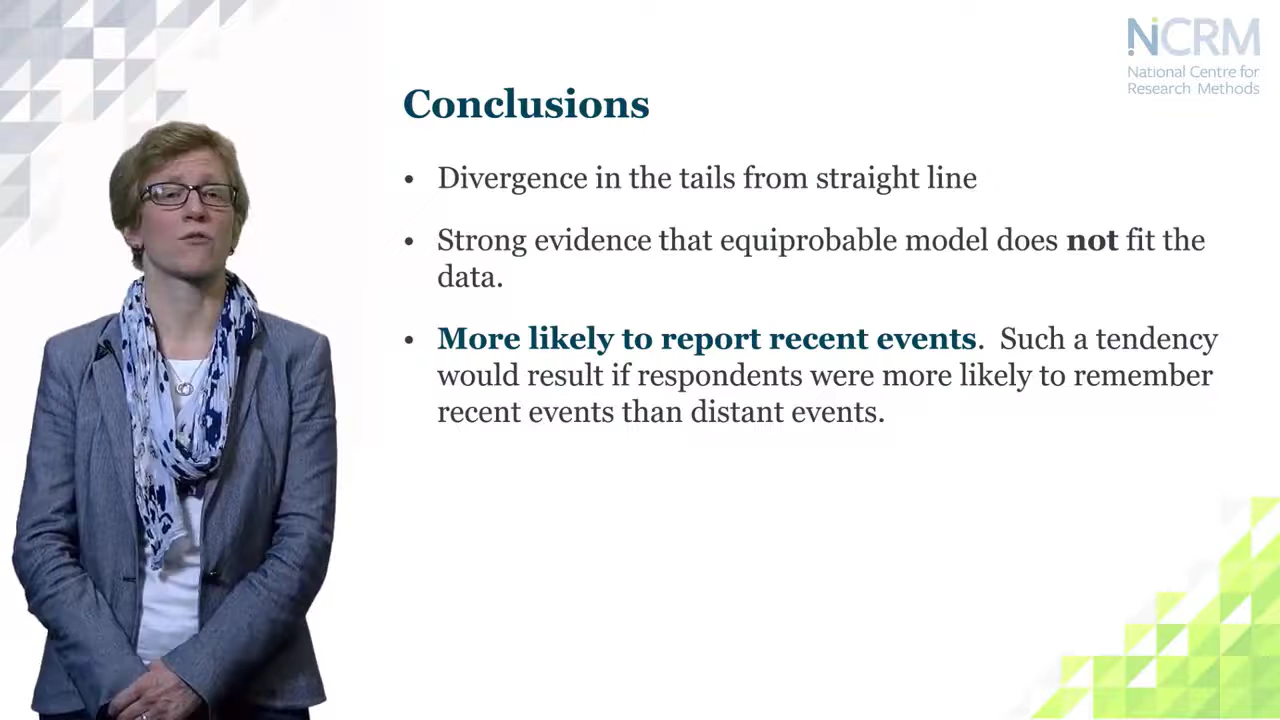 NCRM
National Centre for
Research Methods
Conclusions
• Divergence in the tails from straight line
• Strong evidence that equiprobable model does not fit the
data.
• More likely to report recent events. Such a tendency
would result if respondents were more likely to remember
recent events than distant events.